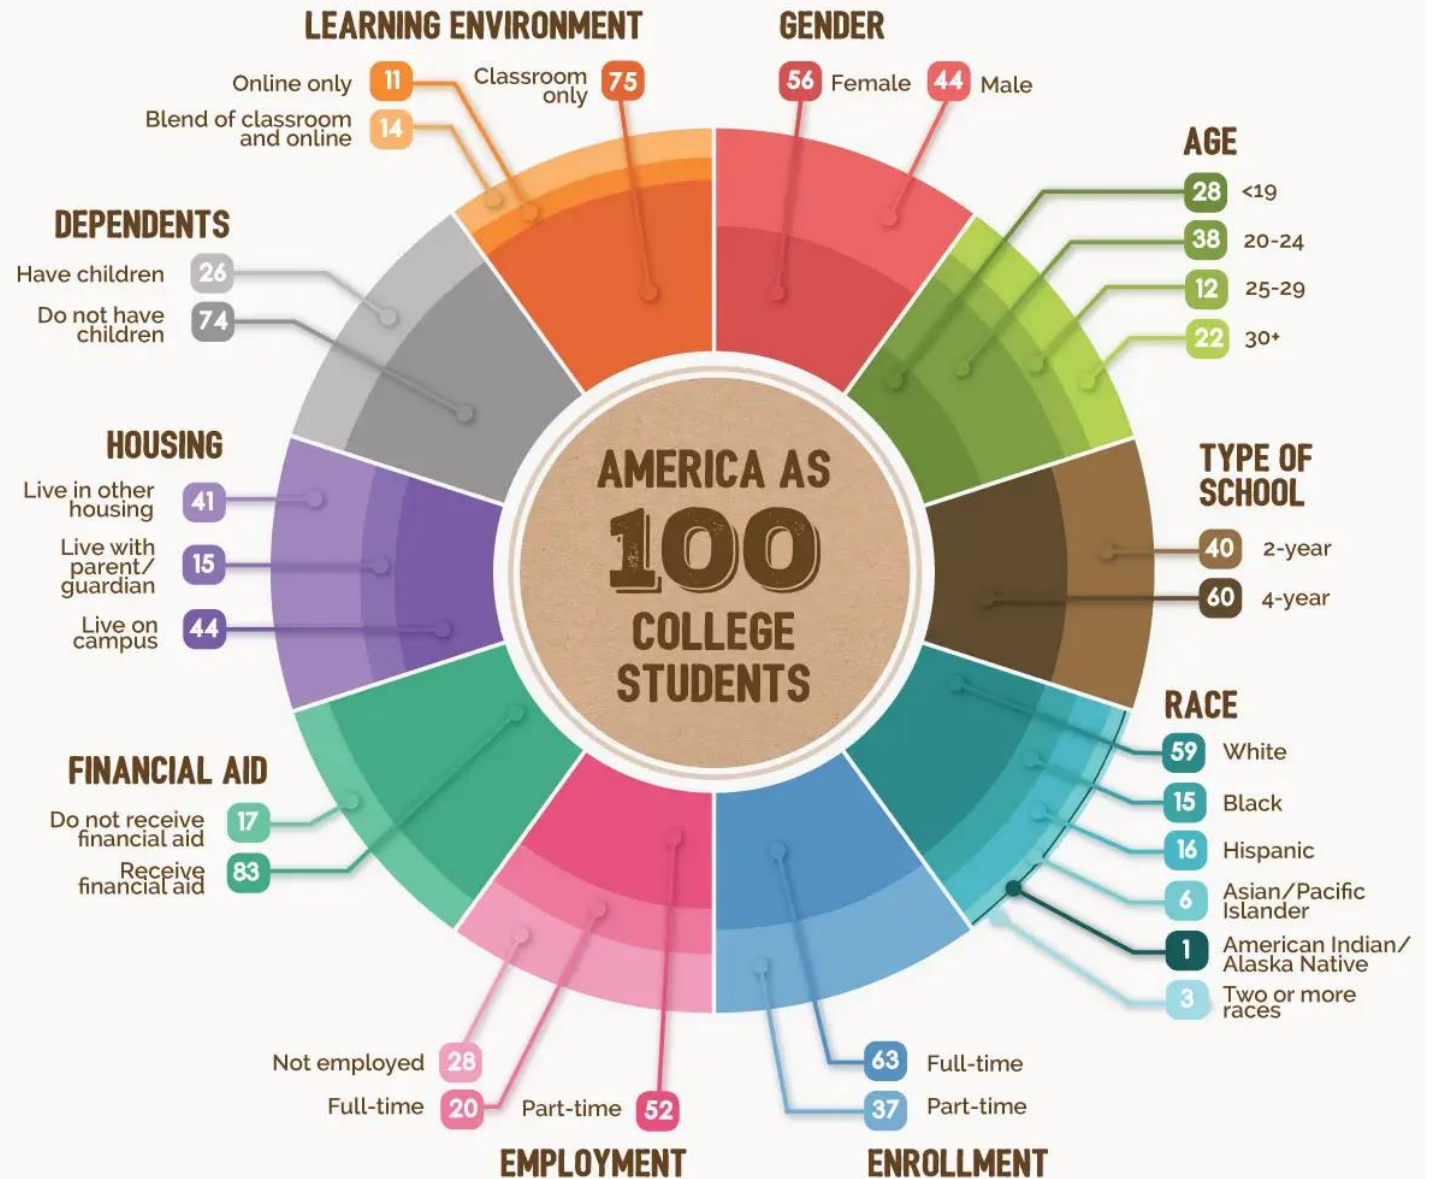 LEARNING ENVIRONMENT
Online only 11
Blend of classroom
and online 14
Classroom
only 75
GENDER
56 Female
44 Male
AGE
28 <19
38 20-24
12 25-29
22 30+
TYPE OF
SCHOOL
40 2-year
60 4-year
RACE
59 White
15 Black
16 Hispanic
6 Asian/Pacific
Islander
1 American Indian/
Alaska Native
3 Two or more
races
ENROLLMENT
63 Full-time
37 Part-time
EMPLOYMENT
Not employed 28
Full-time 20
Part-time 52
FINANCIAL AID
Do not receive
financial aid 17
Receive
financial aid 83
HOUSING
Live in other
housing 41
Live with
parent/
guardian 15
Live on
campus 44
DEPENDENTS
Have children 26
Do not have
children 74
AMERICA AS
100
COLLEGE
STUDENTS